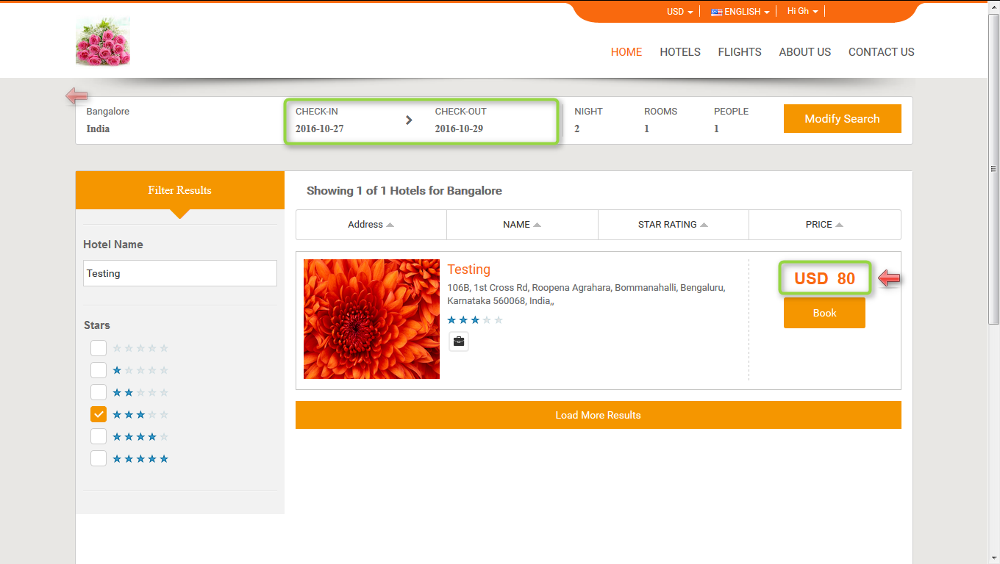 USD ENGLISH Hi Gh
HOME HOTELS FLIGHTS ABOUT US CONTACT US
Bangalore
India
CHECK-IN
2016-10-27
CHECK-OUT
2016-10-29
NIGHT
2
ROOMS
1
PEOPLE
1
Modify Search
Filter Results
Hotel Name
Testing
Stars
Showing 1 of 1 Hotels for Bangalore
Address NAME STAR RATING PRICE
Testing
106B, 1st Cross Rd, Roopena Agrahara, Bommanahalli, Bengaluru,
Karnataka 560068, India,,
USD 80
Book
Load More Results